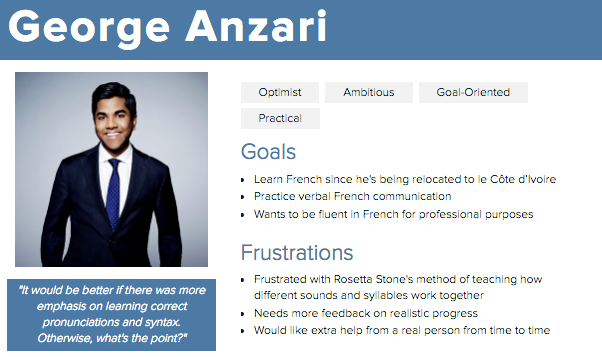 George Anzari
Optimist
Ambitious
Goal-Oriented
Practical
Goals
• Learn French since he's being relocated to le Côte d'Ivoire
• Practice verbal French communication
• Wants to be fluent in French for professional purposes
Frustrations
• Frustrated with Rosetta Stone's method of teaching how
different sounds and syllables work together
• Needs more feedback on realistic progress
• Would like extra help from a real person from time to time
"It would be better if there was more
emphasis on learning correct
pronunciations and syntax.
Otherwise, what's the point?"